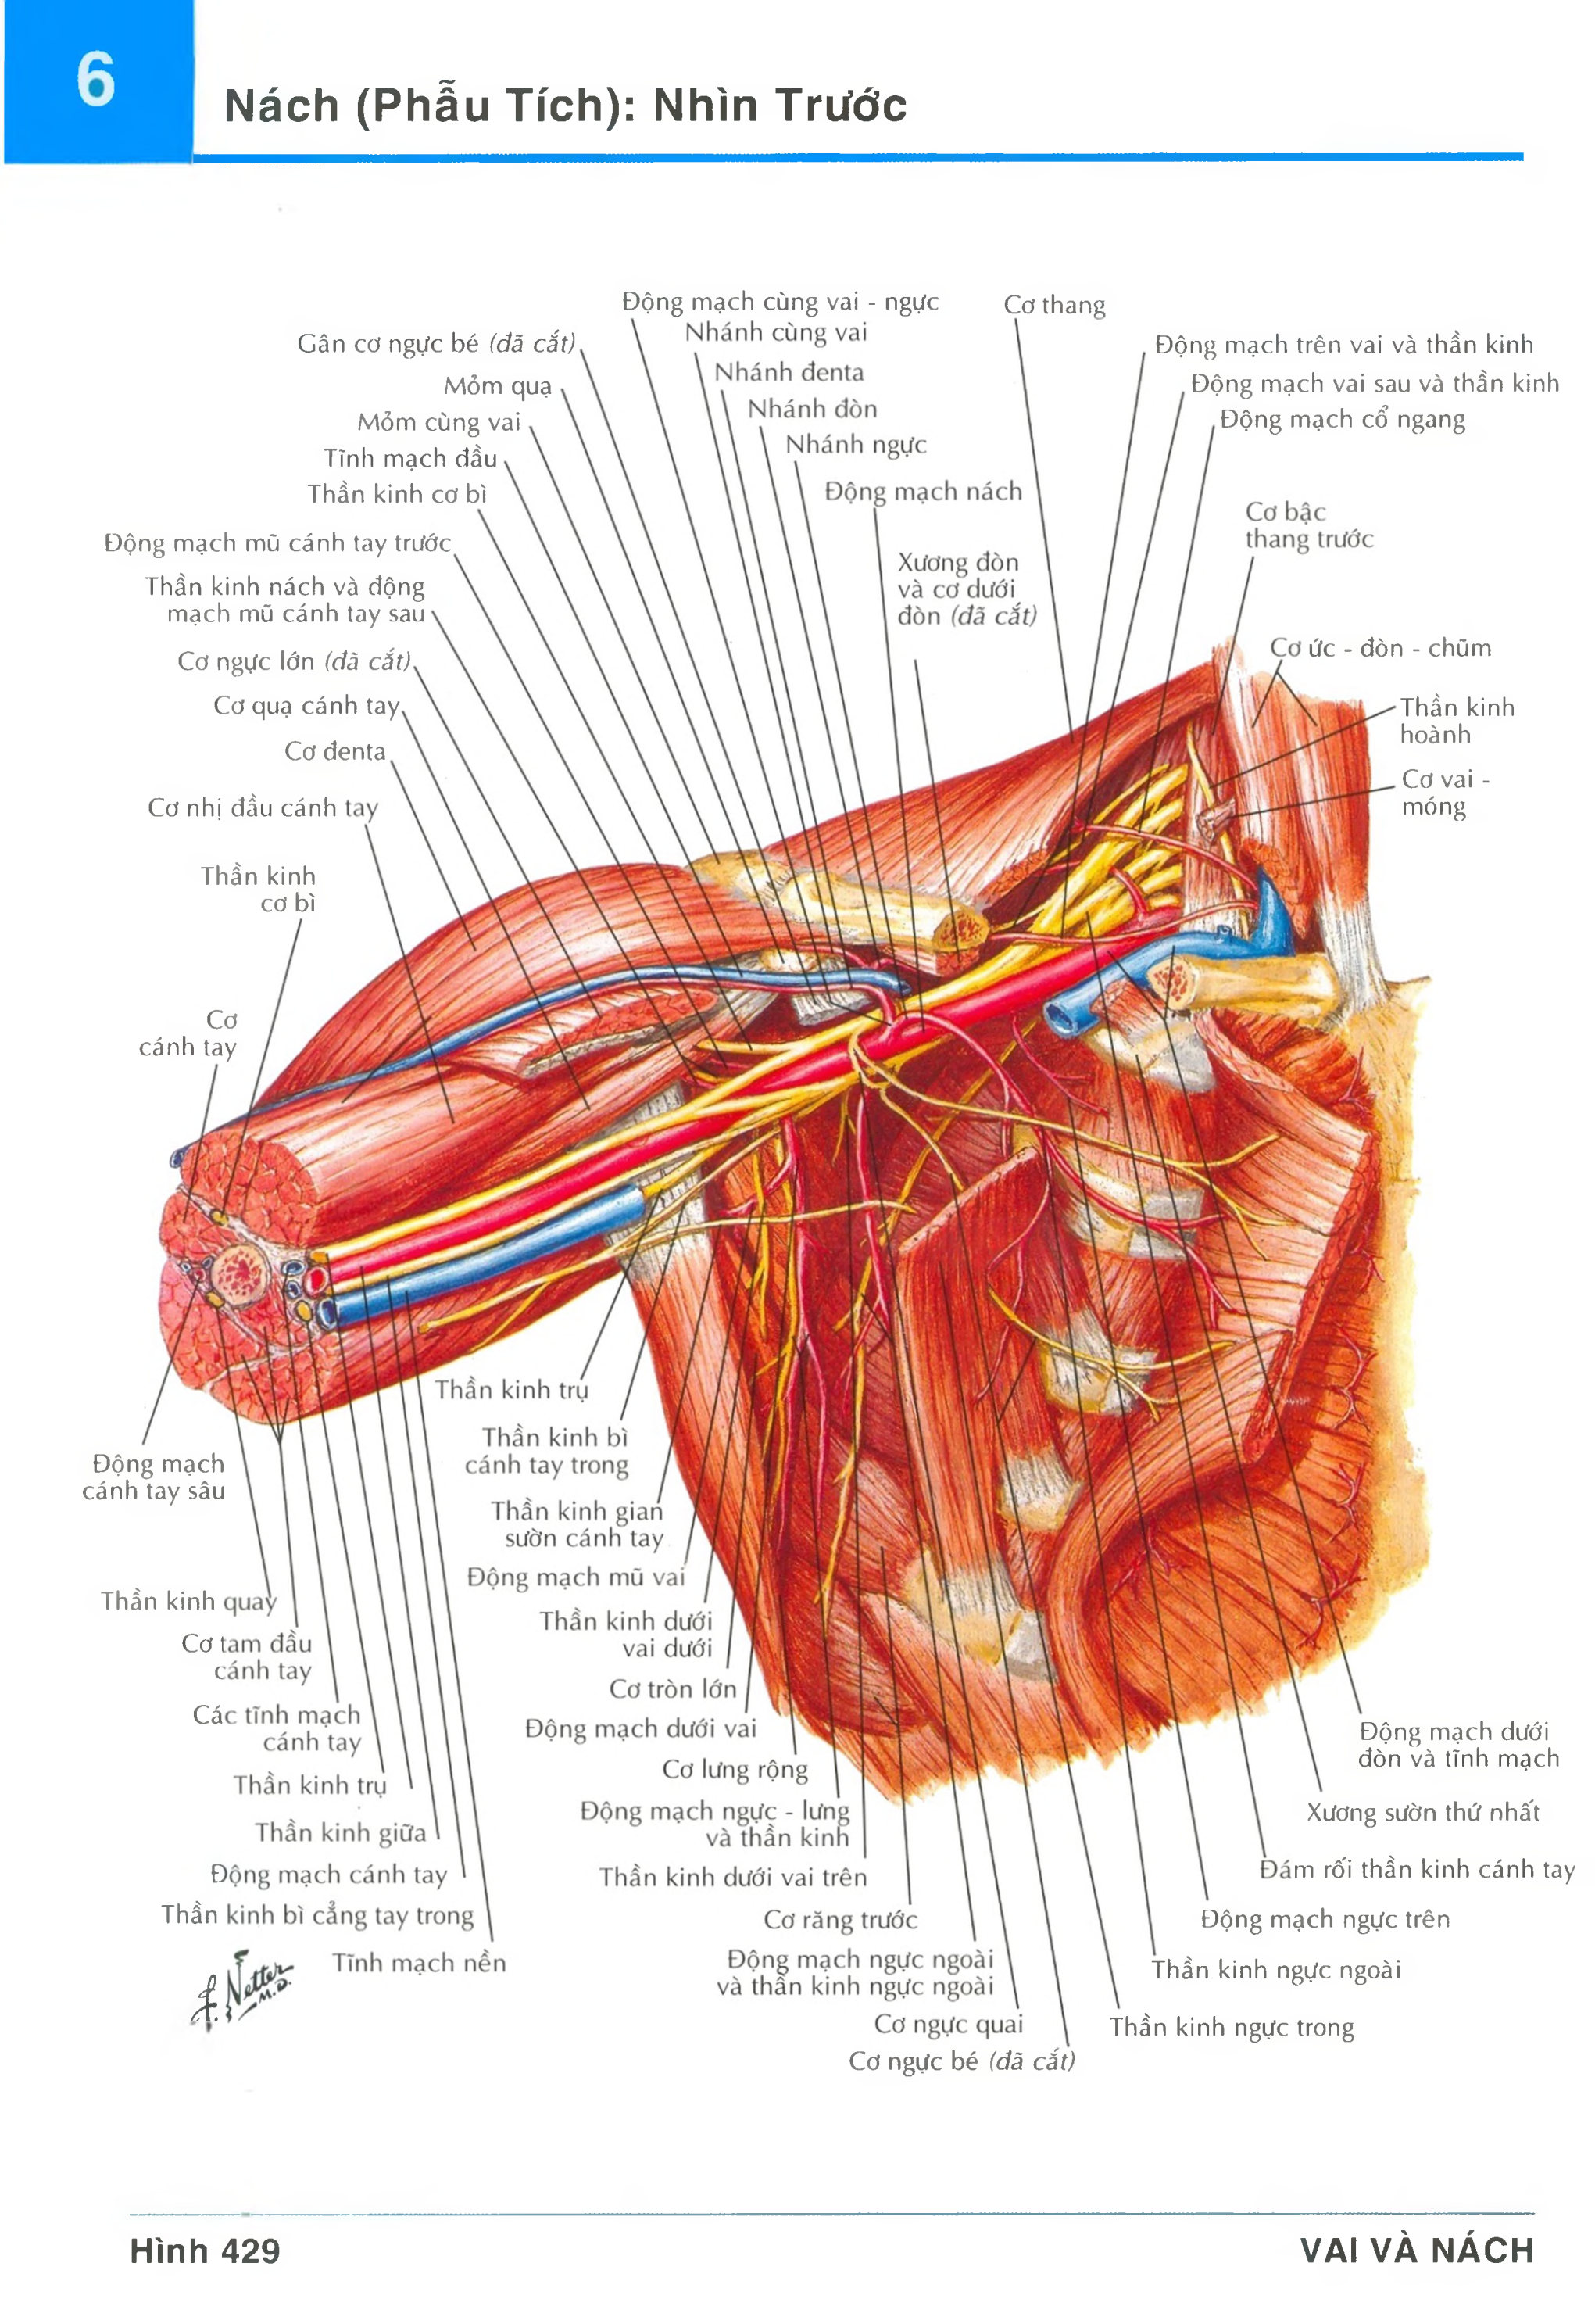 6
Nách (Phẫu Tích): Nhìn Trước
Động mạch cùng vai - ngực
Nhánh cùng vai
Nhánh đenta
Nhánh đòn
Nhánh ngực
Động mạch nách
Xương đòn
và cơ dưới
đòn (đã cắt)
Cơ thang
Động mạch trên vai và thần kinh
Động mạch vai sau và thần kinh
Động mạch cổ ngang
Cơ bậc
thang trước
Cơ ức - đòn - chũm
Thần kinh
hoành
Cơ vai -
móng
Gân cơ ngực bé (đã cắt)
Mỏm quạ
Mỏm cùng vai
Tĩnh mạch đầu
Thần kinh cơ bì
Động mạch mũ cánh tay trước
Thần kinh nách và động
mạch mũ cánh tay sau
Cơ ngực lớn (đã cắt)
Cơ quạ cánh tay
Cơ đenta
Cơ nhị đầu cánh tay
Thần kinh
cơ bì
Cơ
cánh tay
Động mạch
cánh tay sâu
Thần kinh quay
Cơ tam đầu
cánh tay
Các tĩnh mạch
cánh tay
Thần kinh trụ
Thần kinh giữa
Động mạch cánh tay
Thần kinh bì cẳng tay trong
Tĩnh mạch nền
Thần kinh trụ
Thần kinh bì
cánh tay trong
Thần kinh gian
sườn cánh tay
Động mạch mũ vai
Thần kinh dưới
vai dưới
Cơ tròn lớn
Động mạch dưới vai
Cơ lưng rộng
Động mạch ngực - lưng
và thần kinh
Thần kinh dưới vai trên
Cơ răng trước
Động mạch ngực ngoài
và thần kinh ngực ngoài
Cơ ngực quai
Cơ ngực bé (đã cắt)
Thần kinh ngực trong
Thần kinh ngực ngoài
Động mạch ngực trên
Đám rối thần kinh cánh tay
Xương sườn thứ nhất
Động mạch dưới
đòn và tĩnh mạch
F. Netter
M.D.
Hình 429
VAI VÀ NÁCH